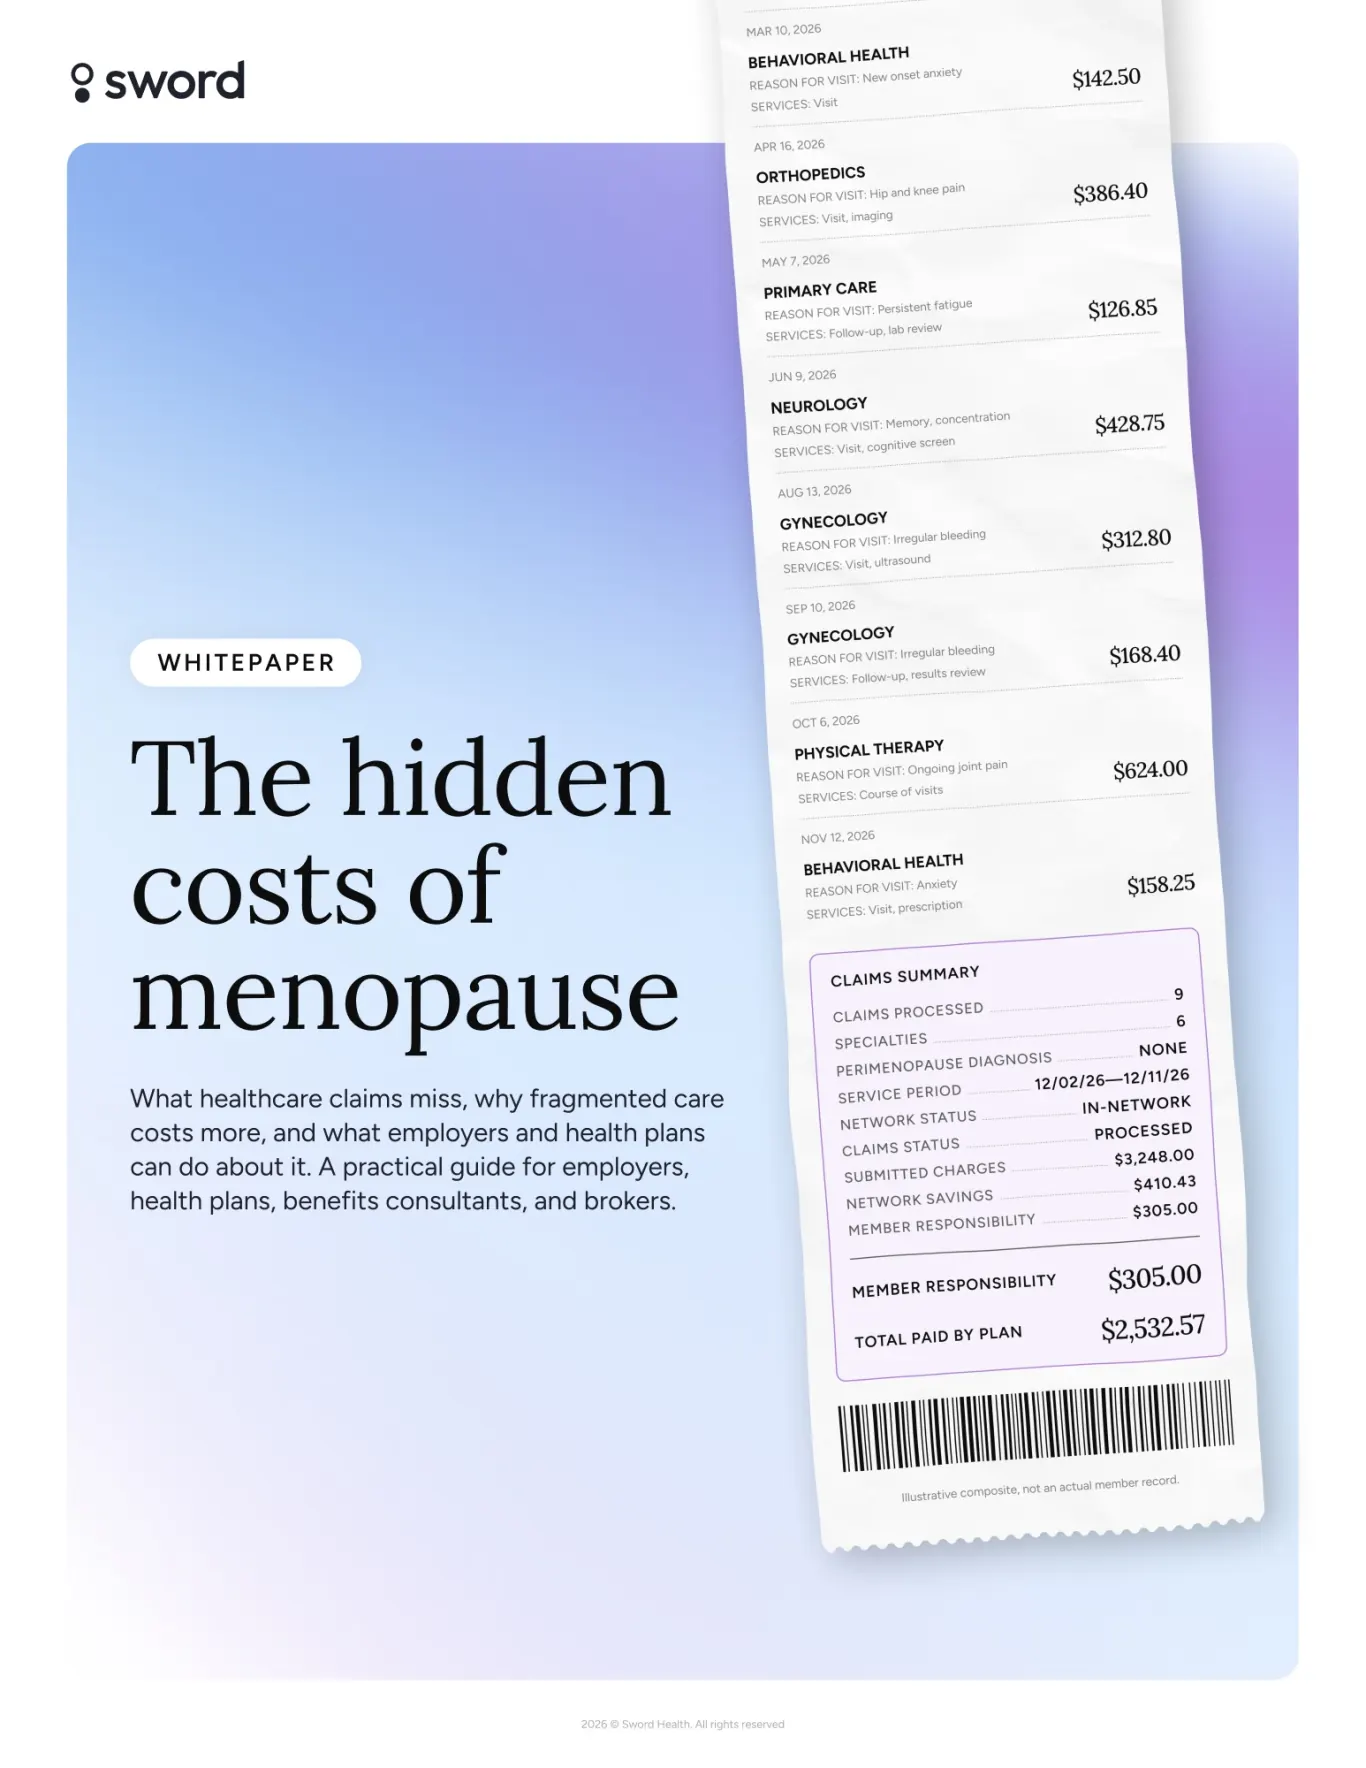 sword
MAR 10, 2026
BEHAVIORAL HEALTH
REASON FOR VISIT: New onset anxiety
SERVICES: Visit
$142.50
APR 16, 2026
ORTHOPEDICS
REASON FOR VISIT: Hip and knee pain
SERVICES: Visit, imaging
$386.40
MAY 7, 2026
PRIMARY CARE
REASON FOR VISIT: Persistent fatigue
SERVICES: Follow-up, lab review
$126.85
JUN 9, 2026
NEUROLOGY
REASON FOR VISIT: Memory, concentration
SERVICES: Visit, cognitive screen
$428.75
AUG 13, 2026
GYNECOLOGY
REASON FOR VISIT: Irregular bleeding
SERVICES: Visit, ultrasound
$312.80
SEP 10, 2026
GYNECOLOGY
REASON FOR VISIT: Irregular bleeding
SERVICES: Follow-up, results review
$168.40
OCT 6, 2026
PHYSICAL THERAPY
REASON FOR VISIT: Ongoing joint pain
SERVICES: Course of visits
$624.00
NOV 12, 2026
BEHAVIORAL HEALTH
REASON FOR VISIT: Anxiety
SERVICES: Visit, prescription
$158.25
CLAIMS SUMMARY
CLAIMS PROCESSED 9
SPECIALTIES 6
PERIMENOPAUSE DIAGNOSIS NONE
SERVICE PERIOD 12/02/26—12/11/26
NETWORK STATUS IN-NETWORK
CLAIMS STATUS PROCESSED
SUBMITTED CHARGES $3,248.00
NETWORK SAVINGS $410.43
MEMBER RESPONSIBILITY $305.00
MEMBER RESPONSIBILITY $305.00
TOTAL PAID BY PLAN $2,532.57
Illustrative composite, not an actual member record.
WHITEPAPER
The hidden
costs of
menopause
What healthcare claims miss, why fragmented care
costs more, and what employers and health plans
can do about it. A practical guide for employers,
health plans, benefits consultants, and brokers.
2026 © Sword Health. All rights reserved